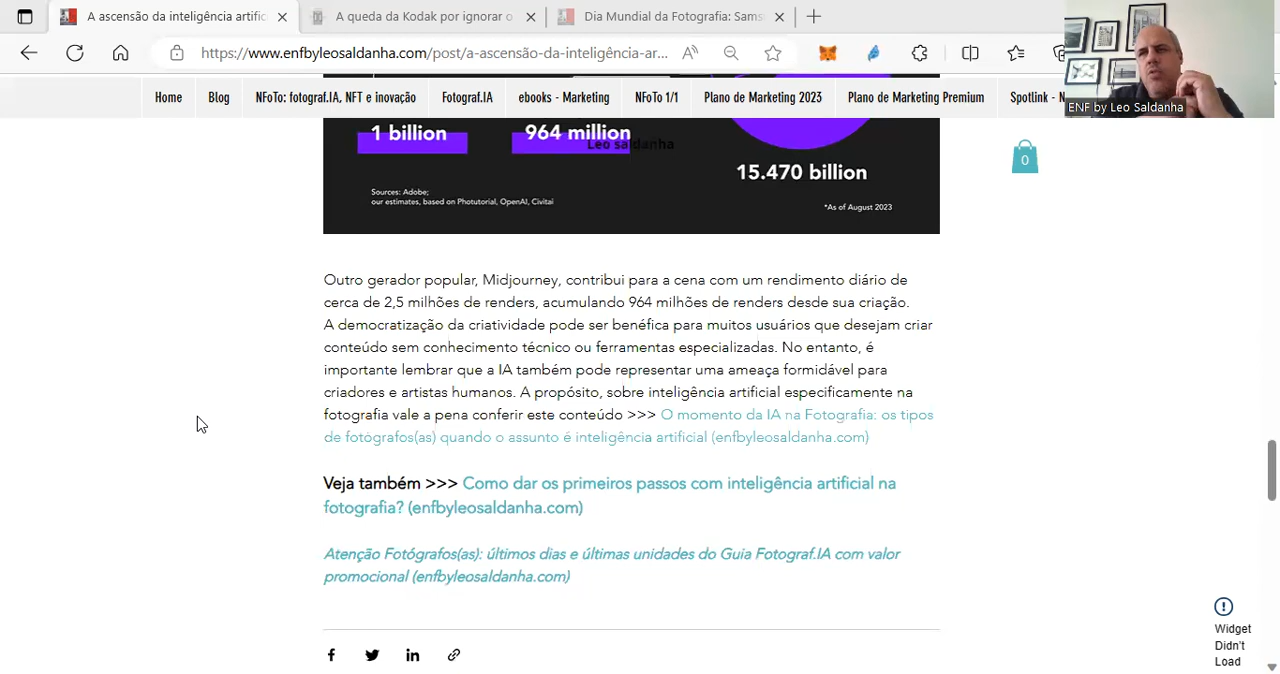 A ascensão da inteligência artific
A queda da Kodak por ignorar o
Dia Mundial da Fotografia: Sams
https://www.enfbyleosaldanha.com/post/a-ascensão-da-inteligência-ar...
ENF by Leo Saldanha
Home Blog NFoTo: fotograf.IA, NFT e inovação Fotograf.IA ebooks - Marketing NFoTo 1/1 Plano de Marketing 2023 Plano de Marketing Premium Spotlink - N
1 billion 964 million
Leo saldanha
0
15.470 billion
Sources: Adobe;
our estimates, based on Photutorial, OpenAI, Civitai
*As of August 2023
Outro gerador popular, Midjourney, contribui para a cena com um rendimento diário de
cerca de 2,5 milhões de renders, acumulando 964 milhões de renders desde sua criação.
A democratização da criatividade pode ser benéfica para muitos usuários que desejam criar
conteúdo sem conhecimento técnico ou ferramentas especializadas. No entanto, é
importante lembrar que a IA também pode representar uma ameaça formidável para
criadores e artistas humanos. A propósito, sobre inteligência artificial especificamente na
fotografia vale a pena conferir este conteúdo >>> O momento da IA na Fotografia: os tipos
de fotógrafos(as) quando o assunto é inteligência artificial (enfbyleosaldanha.com)
Veja também >>> Como dar os primeiros passos com inteligência artificial na
fotografia? (enfbyleosaldanha.com)
Atenção Fotógrafos(as): últimos dias e últimas unidades do Guia Fotograf.IA com valor
promocional (enfbyleosaldanha.com)
Widget
Didn't
Load